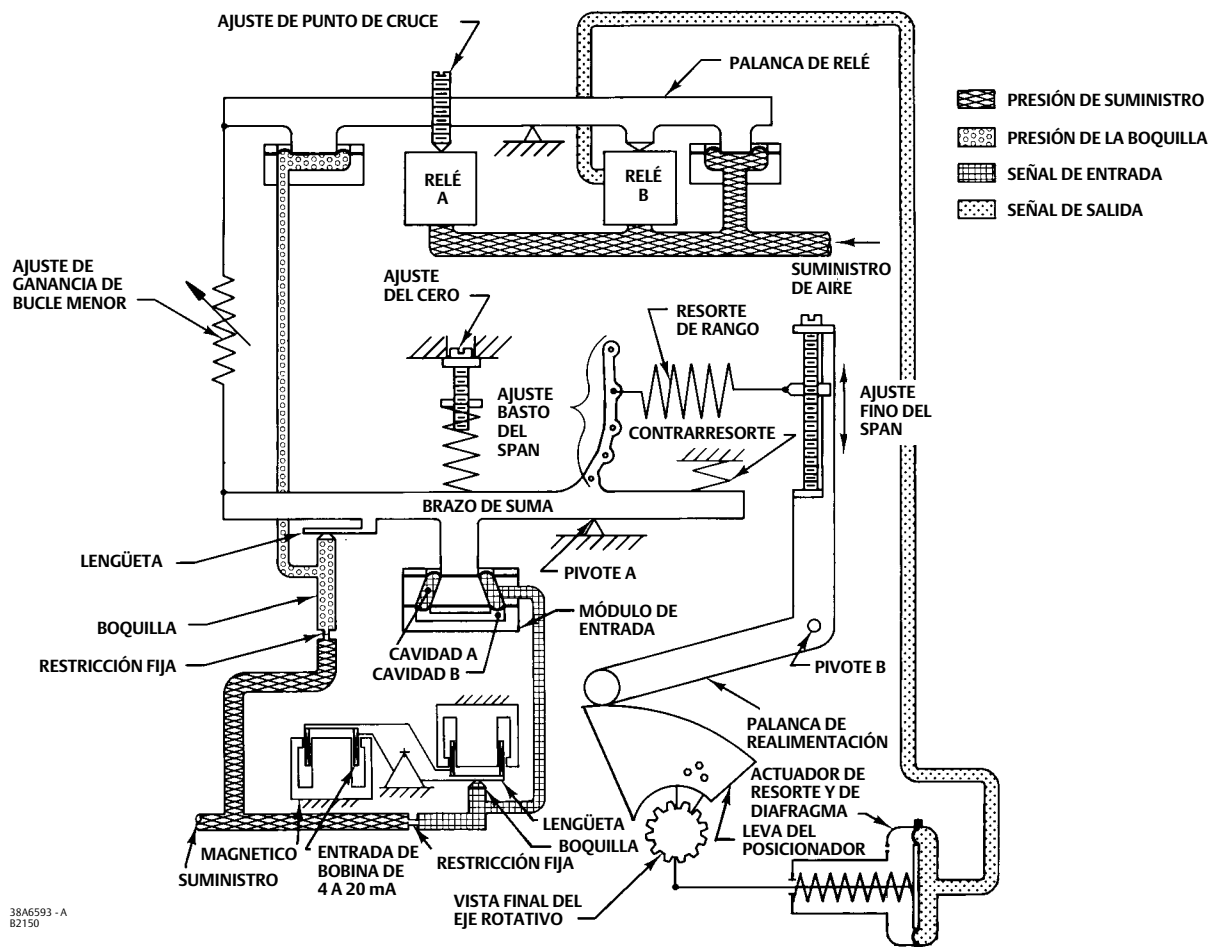 AJUSTE DE PUNTO DE CRUCE
PALANCA DE RELÉ
PRESIÓN DE SUMINISTRO
PRESIÓN DE LA BOQUILLA
SEÑAL DE ENTRADA
SEÑAL DE SALIDA
RELÉ
A
RELÉ
B
SUMINISTRO
DE AIRE
AJUSTE DE
GANANCIA DE
BUCLE MENOR
AJUSTE
DEL CERO
RESORTE
DE RANGO
AJUSTE
BASTO
DEL
SPAN
AJUSTE
FINO DEL
SPAN
CONTRARRESORTE
BRAZO DE SUMA
LENGÜETA
PIVOTE A
BOQUILLA
MÓDULO DE
ENTRADA
RESTRICCIÓN FIJA
CAVIDAD A
CAVIDAD B
PIVOTE B
PALANCA DE
REALIMENTACIÓN
ACTUADOR DE
RESORTE Y DE
DIAFRAGMA
LENGÜETA
BOQUILLA
LEVA DEL
POSICIONADOR
MAGNETICO
SUMINISTRO
ENTRADA DE
BOBINA DE
4 A 20 mA
RESTRICCIÓN FIJA
VISTA FINAL DEL
EJE ROTATIVO
38A6593 - A
B2150